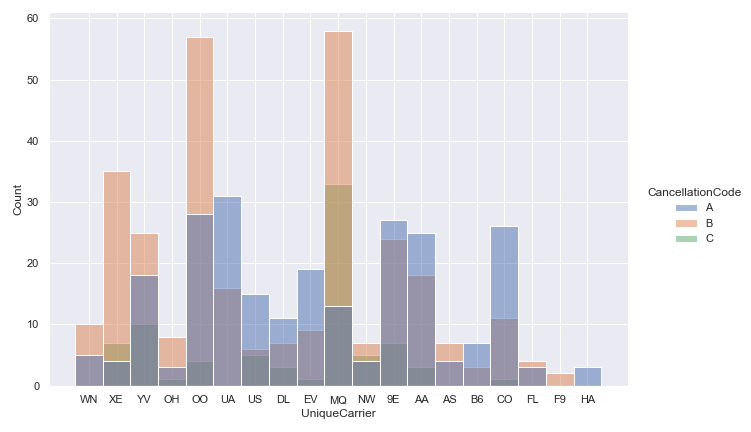 60
50
40
30
20
10
0
Count
WN XE YV OH OO UA US DL EV MQ NW 9E AA AS B6 CO FL F9 HA
UniqueCarrier
CancellationCode
A
B
C